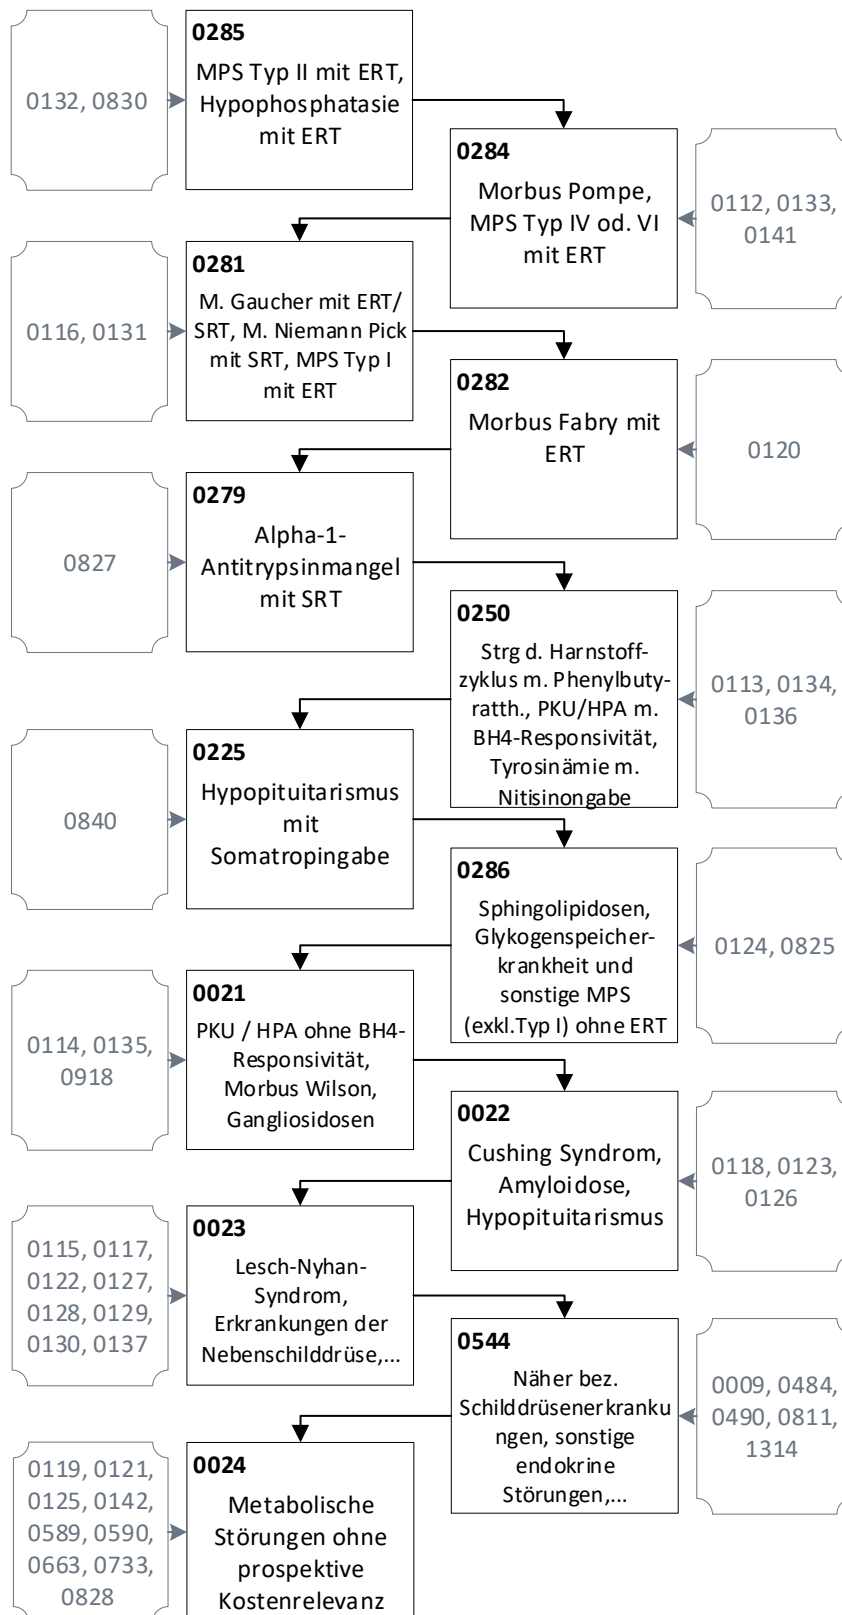 0285
MPS Typ II mit ERT,
Hypophosphatasie
mit ERT
0132, 0830
0284
Morbus Pompe,
MPS Typ IV od. VI
mit ERT
0112, 0133,
0141
0281
M. Gaucher mit ERT/
SRT, M. Niemann Pick
mit SRT, MPS Typ I
mit ERT
0116, 0131
0282
Morbus Fabry mit
ERT
0120
0279
Alpha-1-
Antitrypsinmangel
mit SRT
0827
0250
Strg d. Harnstoff-
zyklus m. Phenylbuty-
ratth., PKU/HPA m.
BH4-Responsivität,
Tyrosinämie m.
Nitisinongabe
0113, 0134,
0136
0225
Hypopituitarismus
mit
Somatropingabe
0840
0286
Sphingolipidosen,
Glykogenspeicher-
krankheit und
sonstige MPS
(exkl.Typ I) ohne ERT
0124, 0825
0021
PKU / HPA ohne BH4-
Responsivität,
Morbus Wilson,
Gangliosidosen
0114, 0135,
0918
0022
Cushing Syndrom,
Amyloidose,
Hypopituitarismus
0118, 0123,
0126
0023
Lesch-Nyhan-
Syndrom,
Erkrankungen der
Nebenschilddrüse,...
0115, 0117,
0122, 0127,
0128, 0129,
0130, 0137
0544
Näher bez.
Schilddrüsenerkranku
ngen, sonstige
endokrine
Störungen,...
0009, 0484,
0490, 0811,
1314
0024
Metabolische
Störungen ohne
prospektive
Kostenrelevanz
0119, 0121,
0125, 0142,
0589, 0590,
0663, 0733,
0828